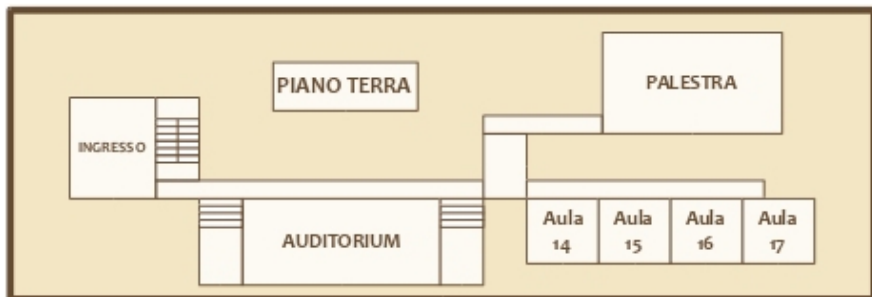 PIANO TERRA
PALESTRA
INGRESSO
AUDITORIUM
Aula
14
Aula
15
Aula
16
Aula
17